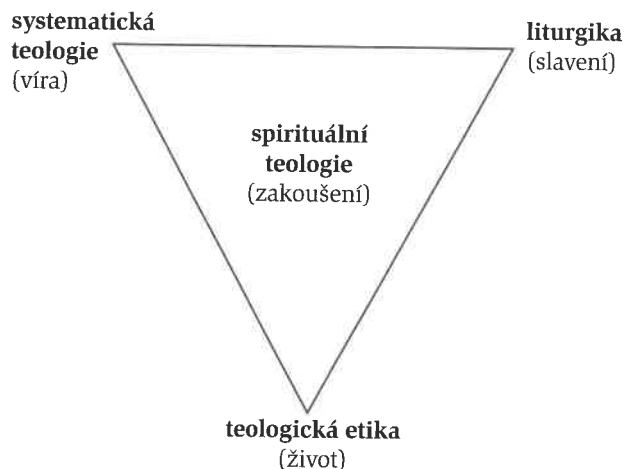 systematická
teologie
(víra)
liturgika
(slavení)
spirituální
teologie
(zakoušení)
teologická etika
(život)